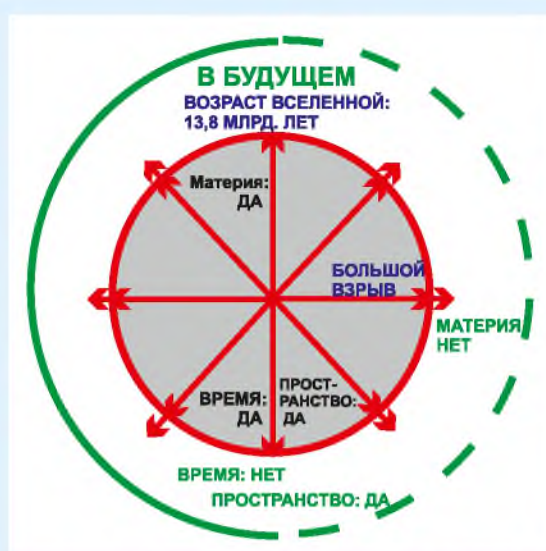 В БУДУЩЕМ
ВОЗРАСТ ВСЕЛЕННОЙ:
13,8 МЛРД. ЛЕТ
Материя:
ДА
БОЛЬШОЙ
ВЗРЫВ
МАТЕРИЯ
НЕТ
ВРЕМЯ:
ДА
ПРОСТ-
РАНСТВО:
ДА
ВРЕМЯ: НЕТ
ПРОСТРАНСТВО: ДА